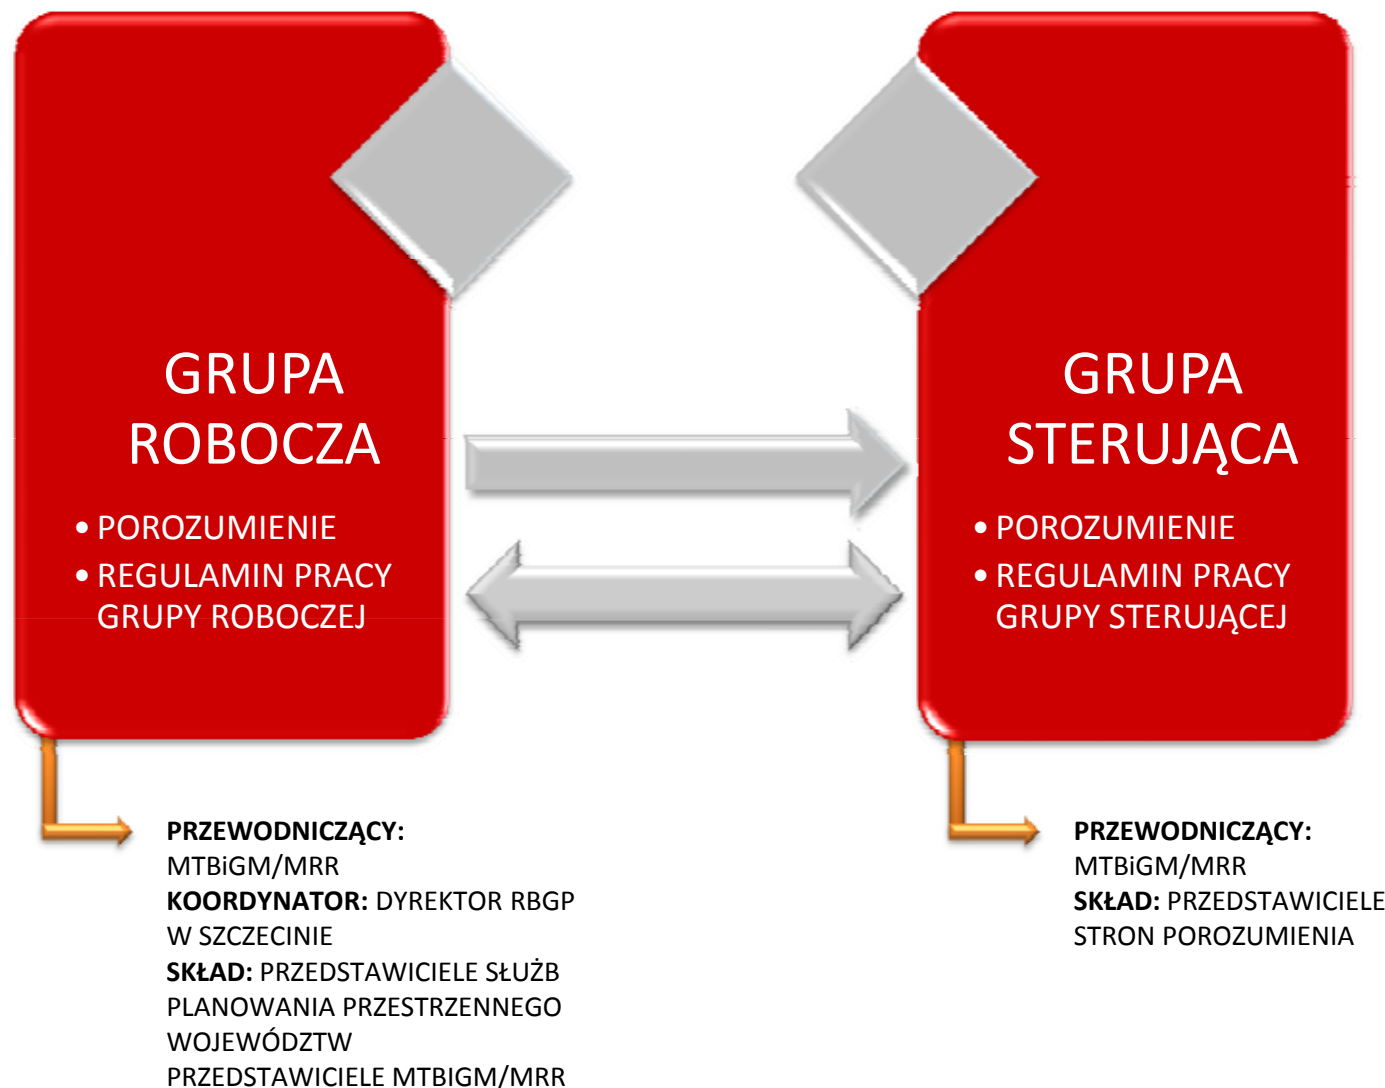 GRUPA
ROBOCZA
• POROZUMIENIE
• REGULAMIN PRACY
GRUPY ROBOCZEJ
GRUPA
STERUJĄCA
• POROZUMIENIE
• REGULAMIN PRACY
GRUPY STERUJĄCEJ
PRZEWODNICZĄCY:
MTBiGM/MRR
KOORDYNATOR: DYREKTOR RBGP
W SZCZECINIE
SKŁAD: PRZEDSTAWICIELE SŁUŻB
PLANOWANIA PRZESTRZENNEGO
WOJEWÓDZTW
PRZEDSTAWICIELE MTBIGM/MRR
PRZEWODNICZĄCY:
MTBiGM/MRR
SKŁAD: PRZEDSTAWICIELE
STRON POROZUMIENIA